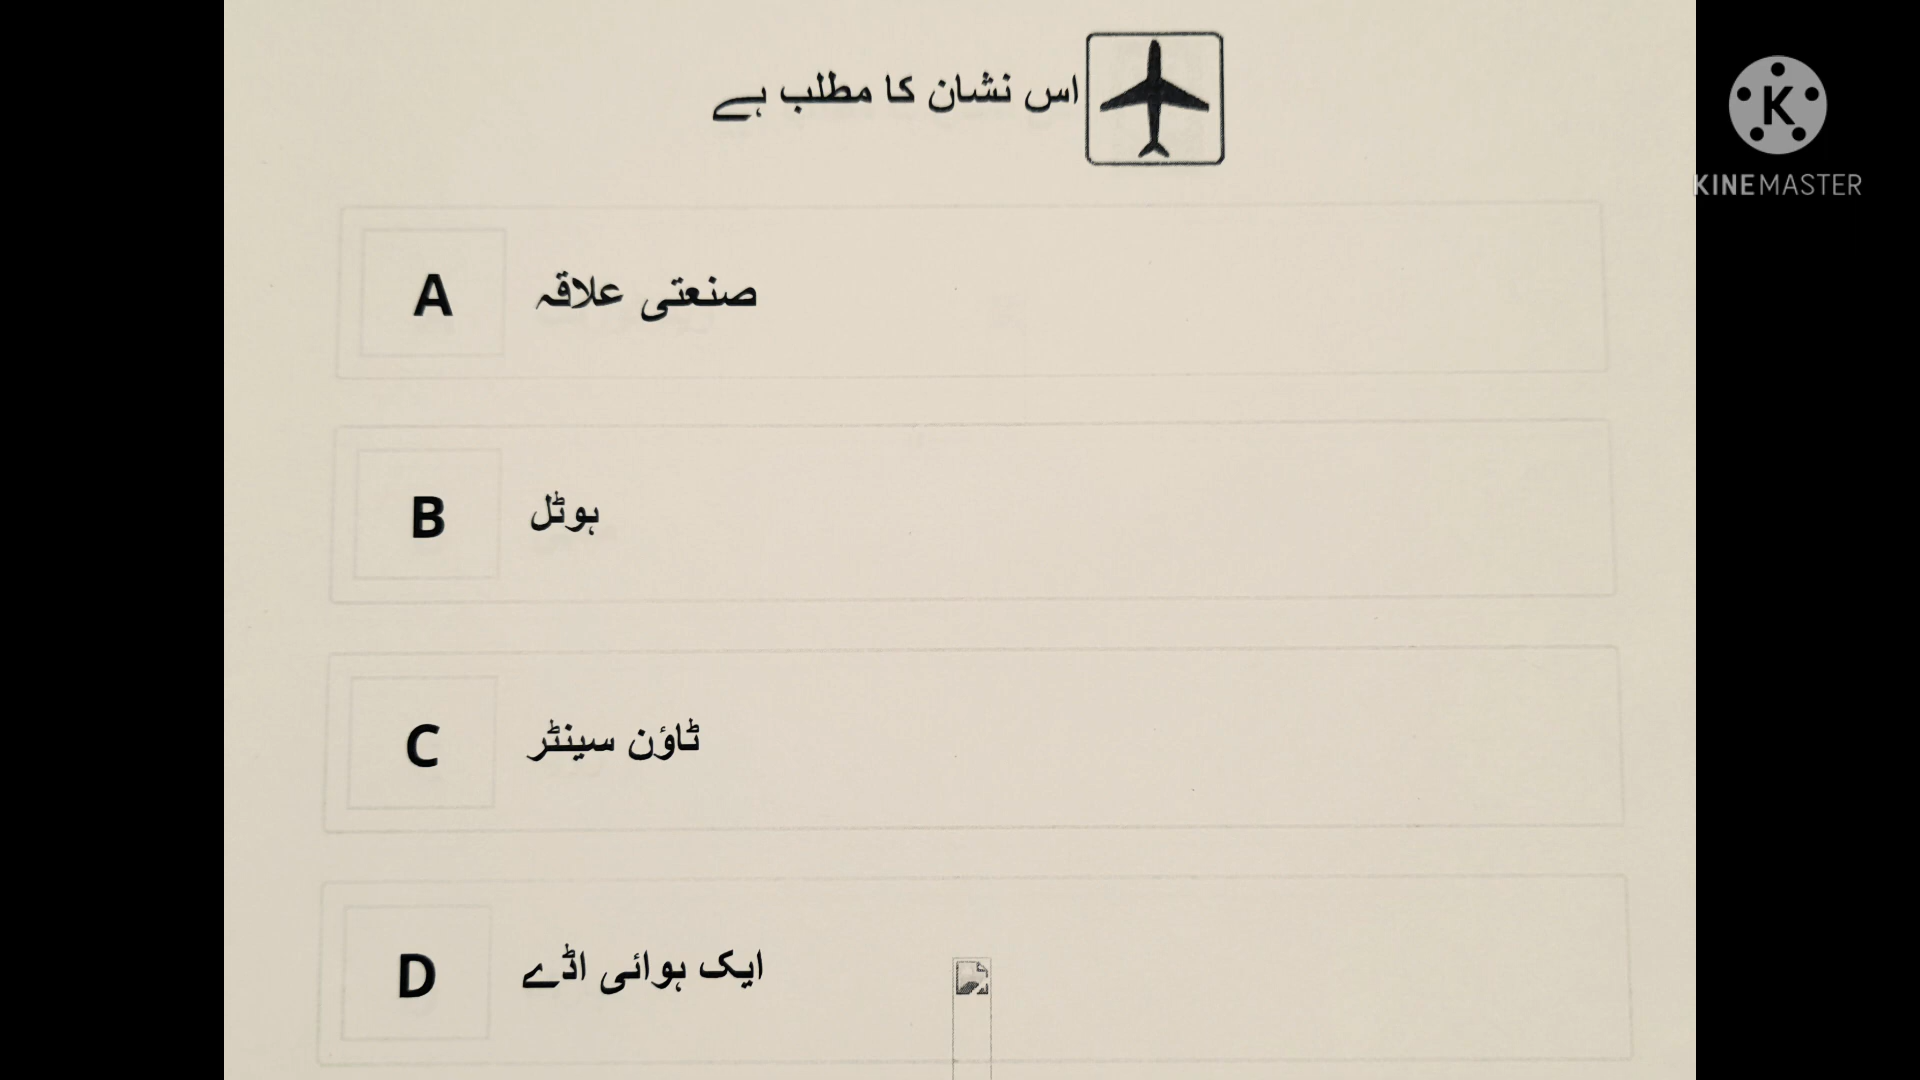 اس نشان کا مطلب ہے
A صنعتی علاقہ
B ہوٹل
C ٹاؤن سینٹر
D ایک ہوائی اڈے
K
KINEMASTER